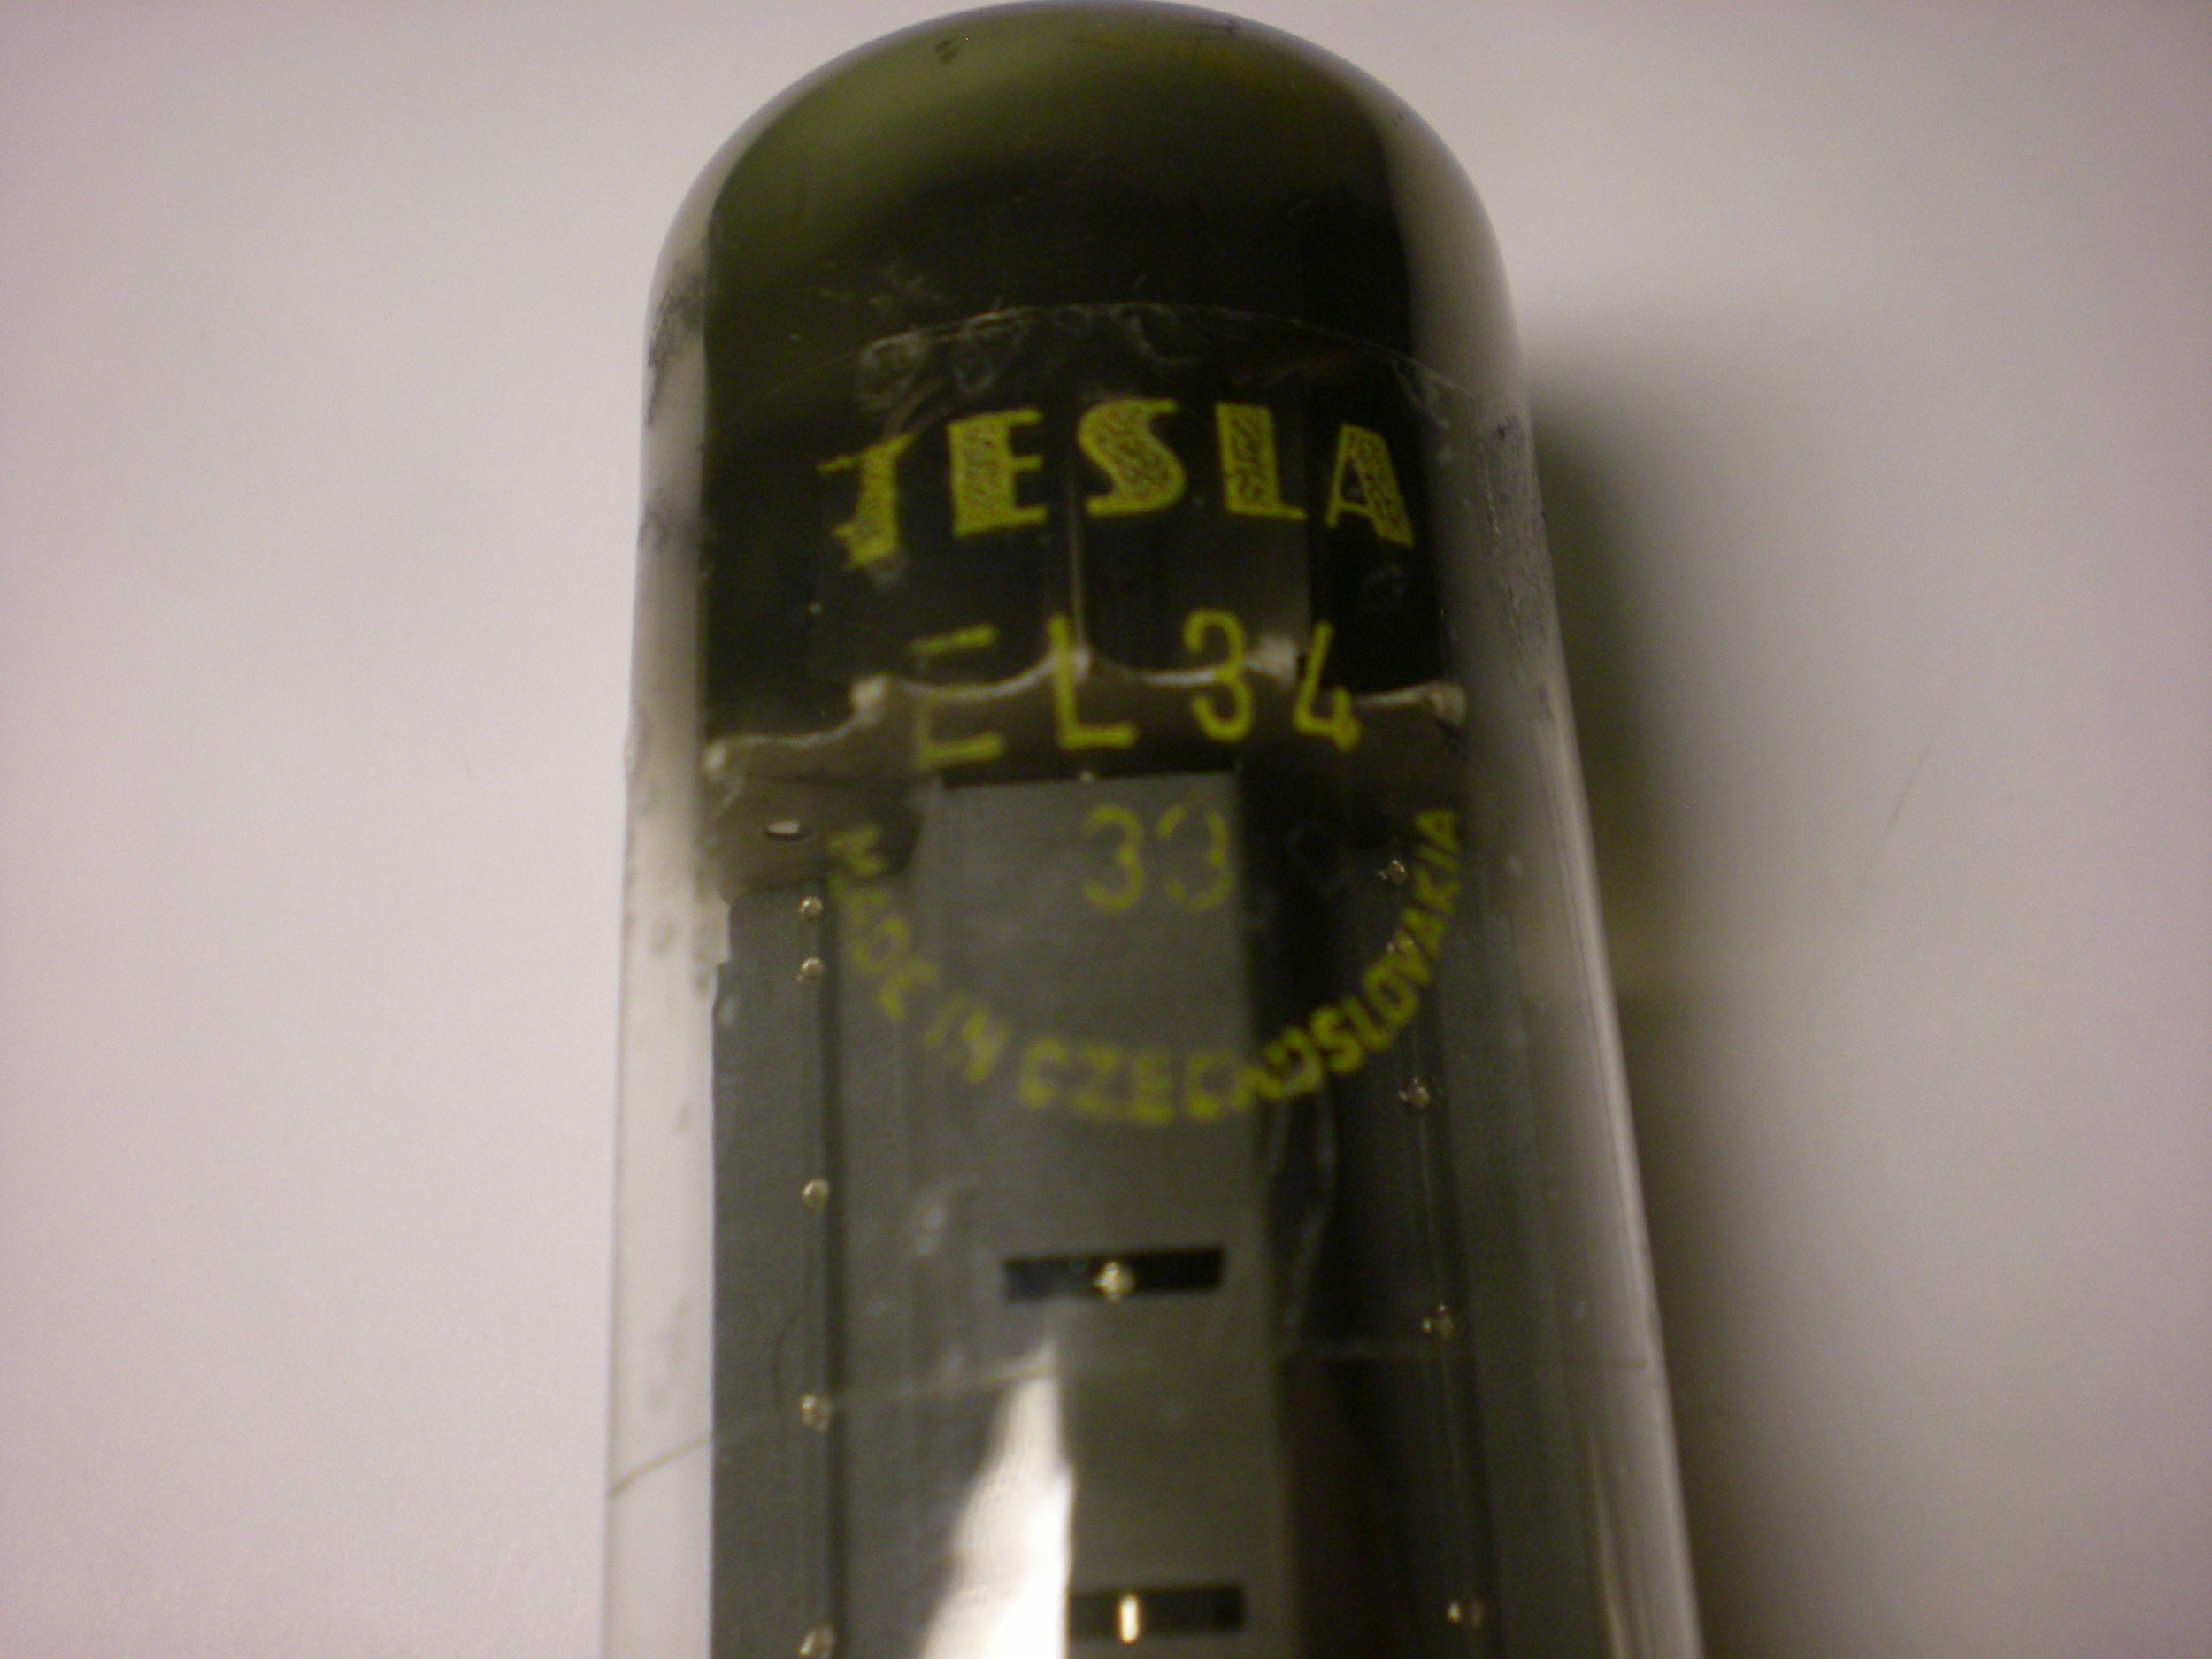 TESLA
EL34
33
MADE IN CZECHOSLOVAKIA